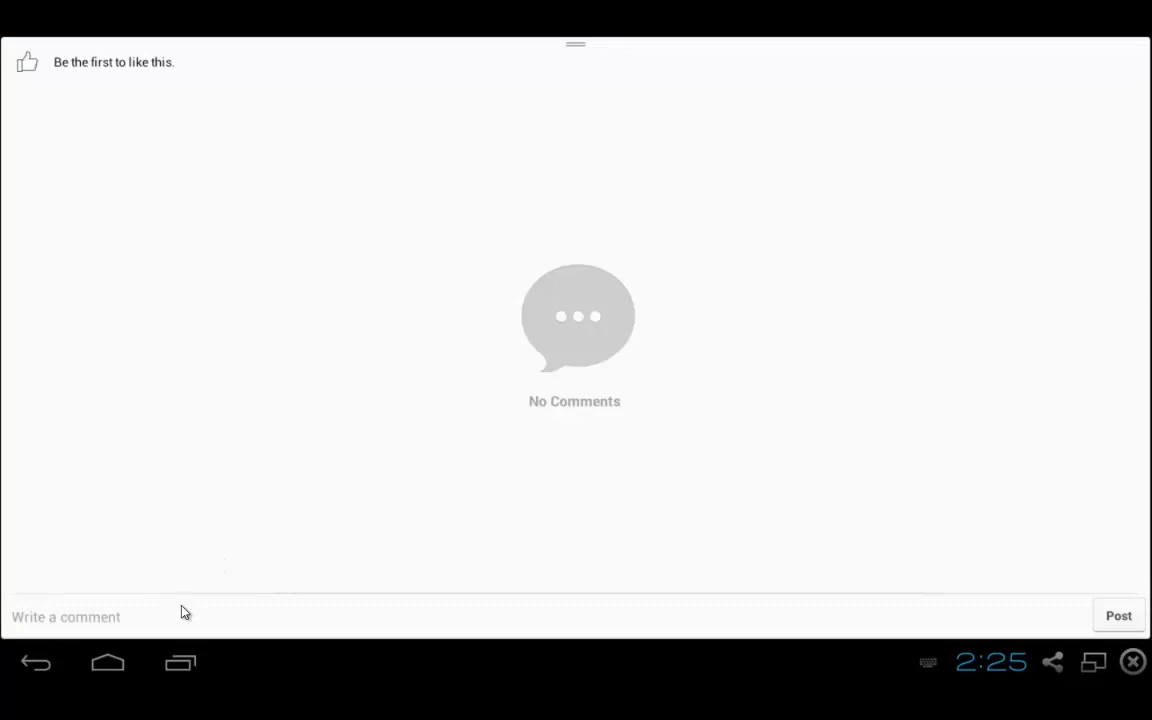 Be the first to like this.
No Comments
Write a comment
Post
2:25